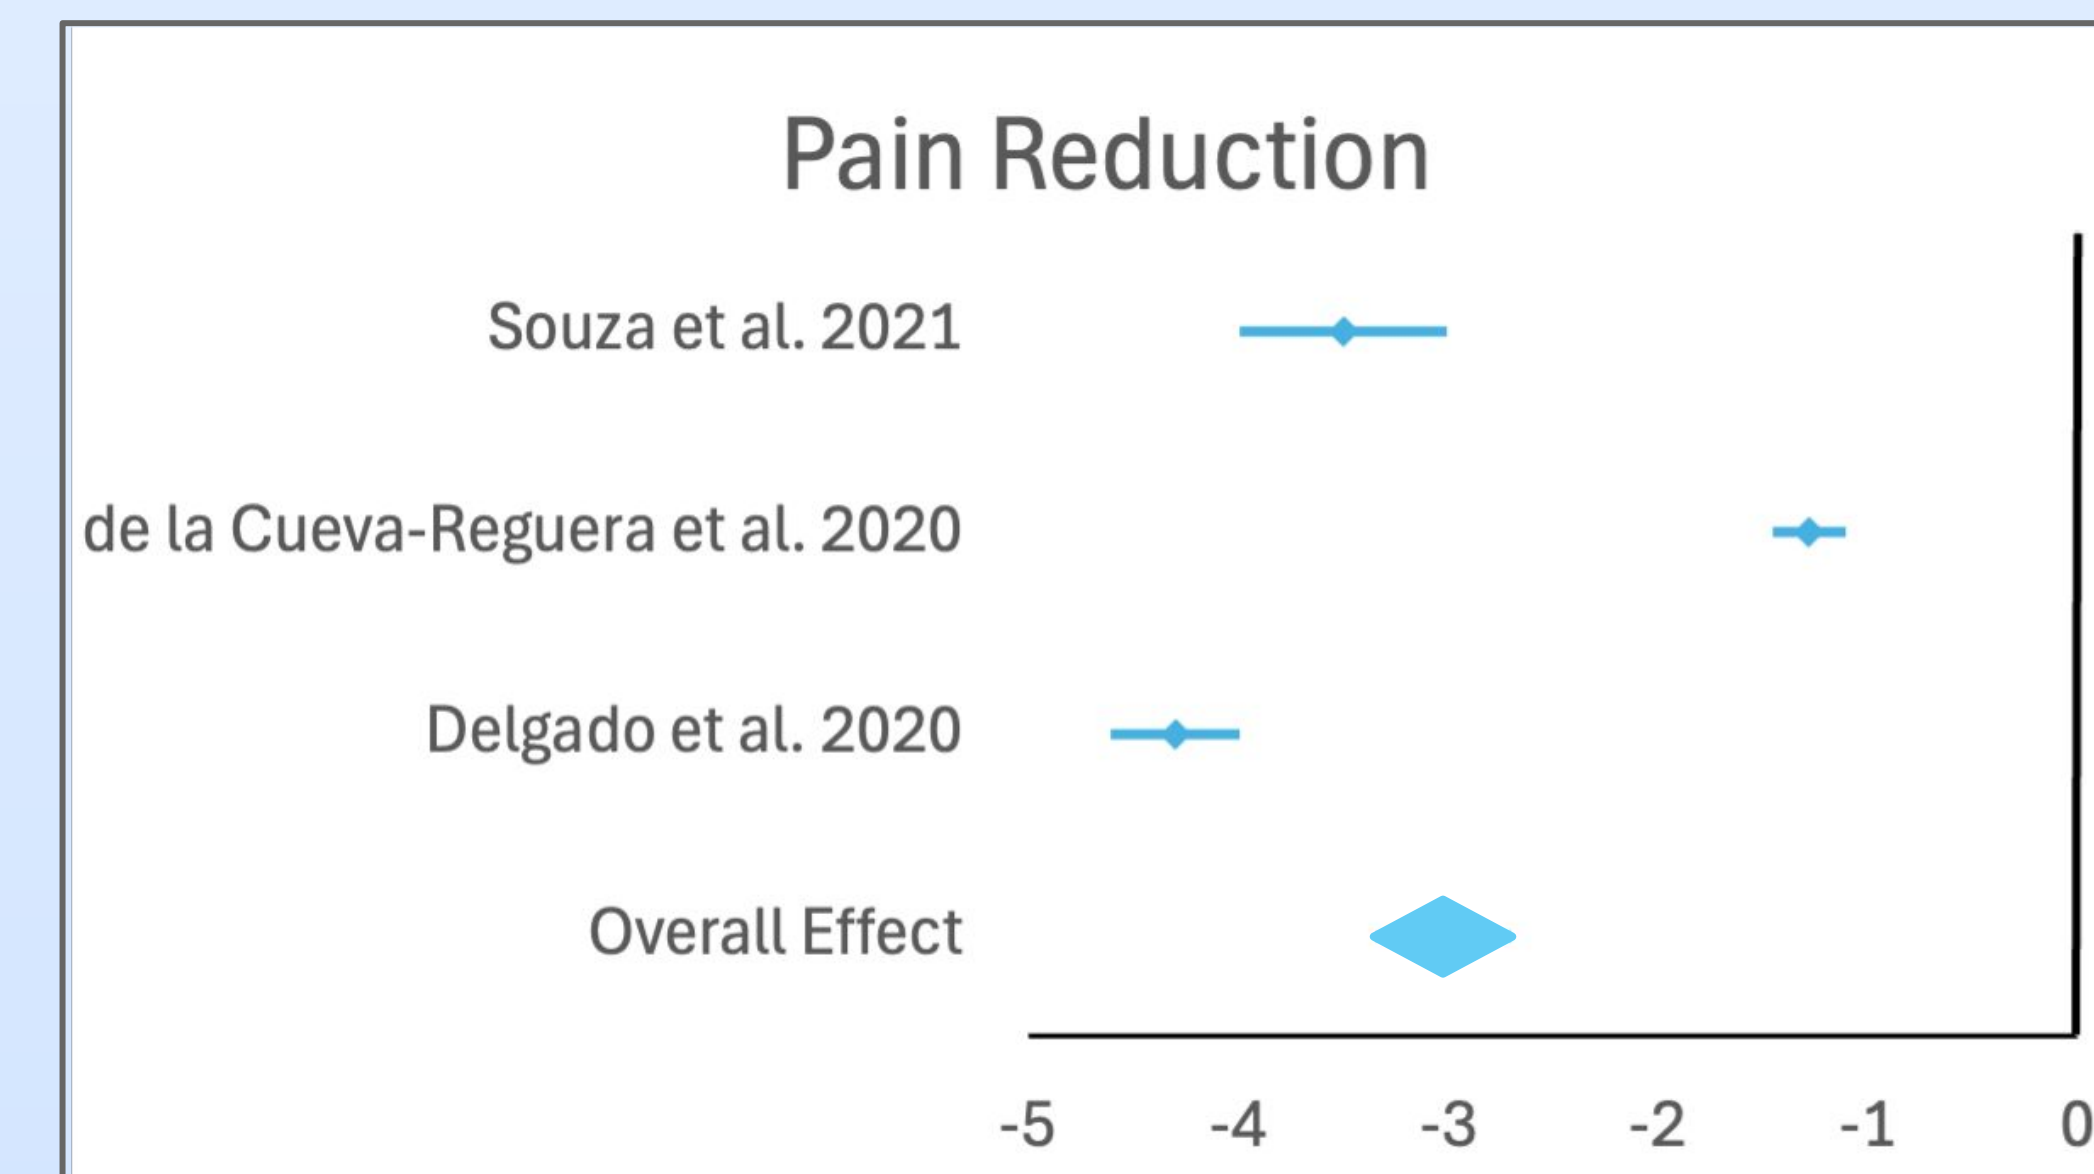 Pain Reduction
Souza et al. 2021
de la Cueva-Reguera et al. 2020
Delgado et al. 2020
Overall Effect
-5 -4 -3 -2 -1 0